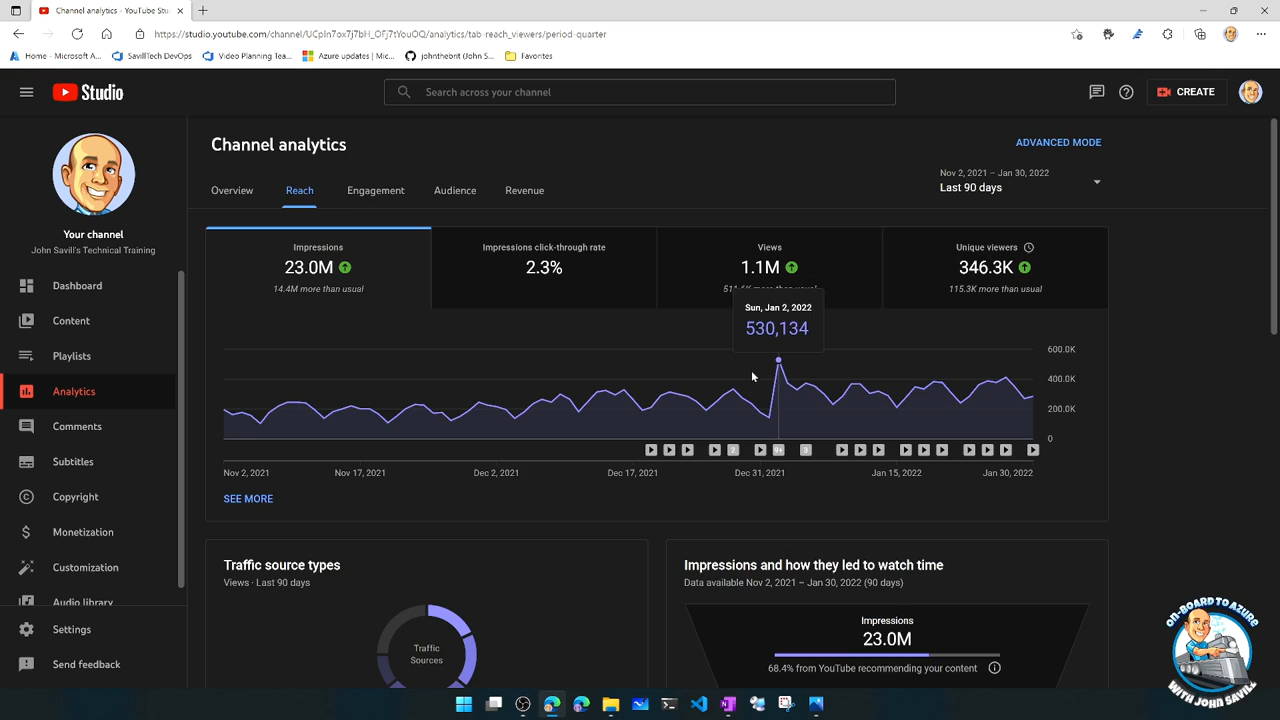 Channel analytics - YouTube Stu
https://studio.youtube.com/channel/UCpIn7ox7j7bH_OFj7tYouOQ/analytics/tab-reach_viewers/period-quarter
Home - Microsoft A...
SavillTech DevOps
Video Planning Tea...
Azure updates | Mic...
johnthebrit (John S...
Favorites
Studio
Search across your channel
CREATE
Your channel
John Savill's Technical Training
Dashboard
Content
Playlists
Analytics
Comments
Subtitles
Copyright
Monetization
Customization
Audio library
Settings
Send feedback
Channel analytics
ADVANCED MODE
Overview
Reach
Engagement
Audience
Revenue
Nov 2, 2021 – Jan 30, 2022
Last 90 days
Impressions
23.0M
14.4M more than usual
Impressions click-through rate
2.3%
Views
1.1M
Unique viewers
346.3K
115.3K more than usual
Sun, Jan 2, 2022
530,134
600.0K
400.0K
200.0K
0
2
9+
3
Nov 2, 2021
Nov 17, 2021
Dec 2, 2021
Dec 17, 2021
Dec 31, 2021
Jan 15, 2022
Jan 30, 2022
SEE MORE
Traffic source types
Views · Last 90 days
Traffic
Sources
Impressions and how they led to watch time
Data available Nov 2, 2021 – Jan 30, 2022 (90 days)
Impressions
23.0M
68.4% from YouTube recommending your content
ON-BOARD TO AZURE
WITH JOHN SAVILL